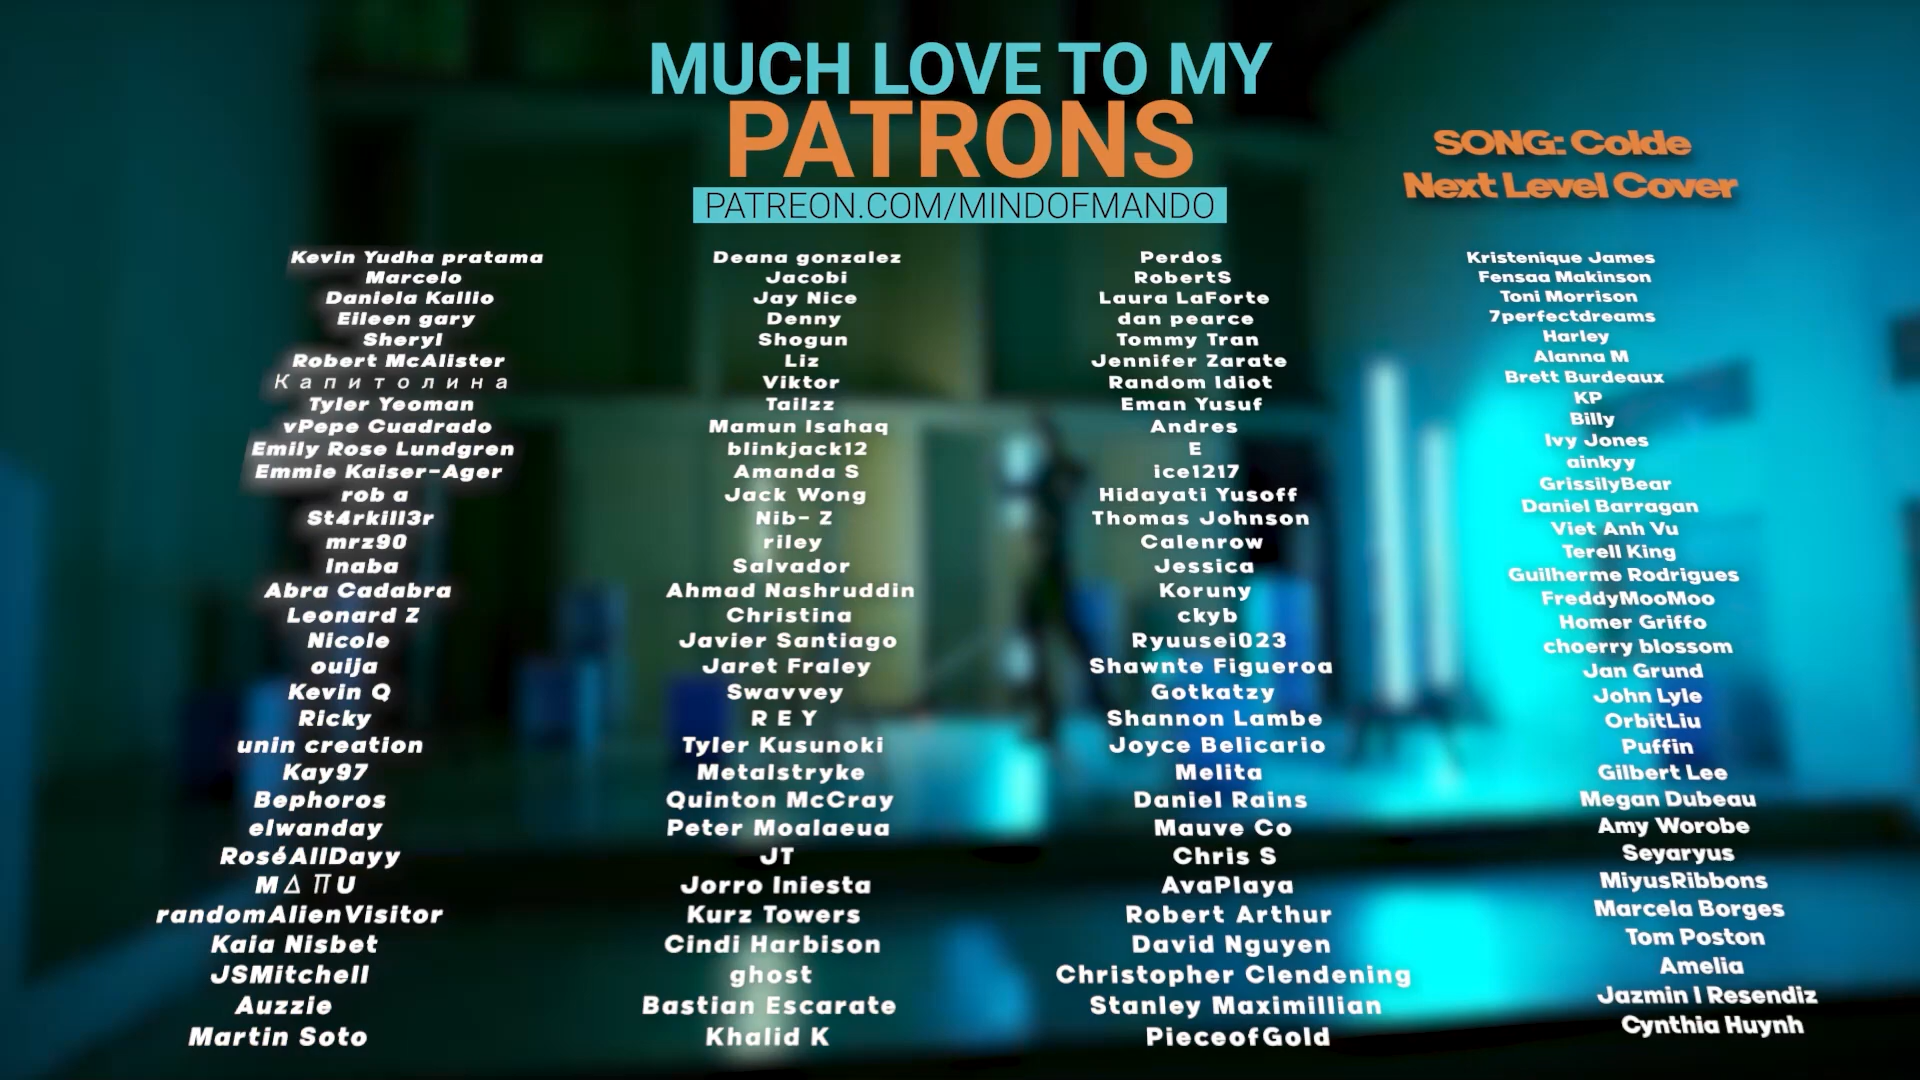 MUCH LOVE TO MY
PATRONS
PATREON.COM/MINDOFMANDO
SONG: Colde
Next Level Cover
Kevin Yudha pratama
Marcelo
Daniela Kallio
Eileen gary
Sheryl
Robert McAlister
Капитолина
Tyler Yeoman
vPepe Cuadrado
Emily Rose Lundgren
Emmie Kaiser-Ager
rob a
St4rkill3r
mrz90
Inaba
Abra Cadabra
Leonard Z
Nicole
ouija
Kevin Q
Ricky
unin creation
Kay97
Bephoros
elwanday
RoséAllDayy
M∆ΠU
randomAlienVisitor
Kaia Nisbet
JSMitchell
Auzzie
Martin Soto
Deana gonzalez
Jacobi
Jay Nice
Denny
Shogun
Liz
Viktor
Tailzz
Mamun Isahaq
blinkjack12
Amanda S
Jack Wong
Nib- Z
riley
Salvador
Ahmad Nashruddin
Christina
Javier Santiago
Jaret Fraley
Swavvey
R E Y
Tyler Kusunoki
Metalstryke
Quinton McCray
Peter Moalaeua
JT
Jorro Iniesta
Kurz Towers
Cindi Harbison
ghost
Bastian Escarate
Khalid K
Perdos
RobertS
Laura LaForte
dan pearce
Tommy Tran
Jennifer Zarate
Random Idiot
Eman Yusuf
Andres
E
ice1217
Hidayati Yusoff
Thomas Johnson
Calenrow
Jessica
Koruny
ckyb
Ryuusei023
Shawnte Figueroa
Gotkatzy
Shannon Lambe
Joyce Belicario
Melita
Daniel Rains
Mauve Co
Chris S
AvaPlaya
Robert Arthur
David Nguyen
Christopher Clendening
Stanley Maximillian
PieceofGold
Kristenique James
Fensaa Makinson
Toni Morrison
7perfectdreams
Harley
Alanna M
Brett Burdeaux
KP
Billy
Ivy Jones
ainkyy
GrissilyBear
Daniel Barragan
Viet Anh Vu
Terell King
Guilherme Rodrigues
FreddyMooMoo
Homer Griffo
choerry blossom
Jan Grund
John Lyle
OrbitLiu
Puffin
Gilbert Lee
Megan Dubeau
Amy Worobe
Seyaryus
MiyusRibbons
Marcela Borges
Tom Poston
Amelia
Jazmin I Resendiz
Cynthia Huynh